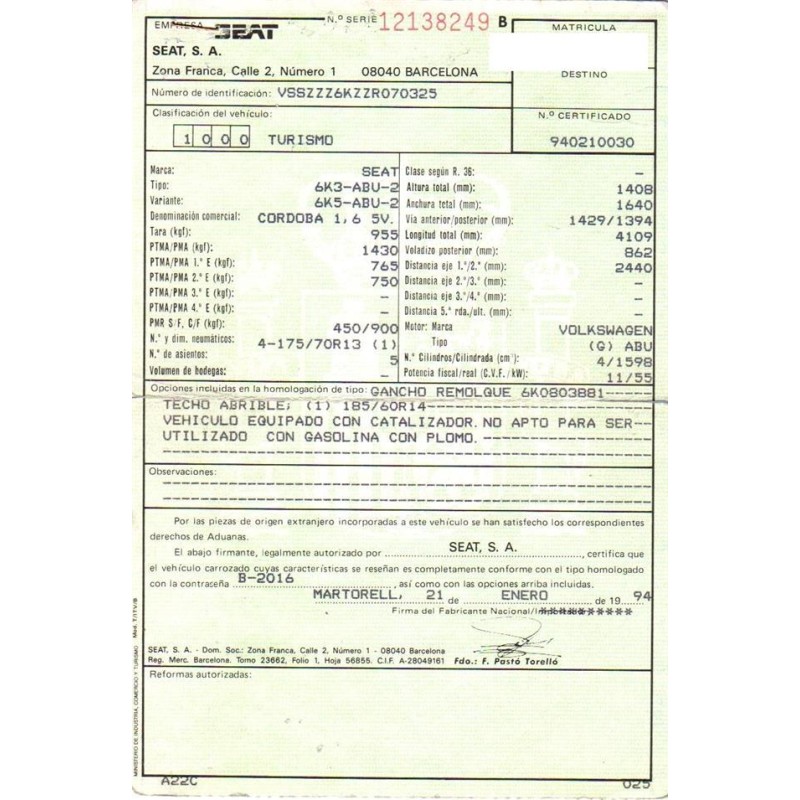 EMPRESA SEAT N.º SERIE 12138249 B
MATRICULA
SEAT, S. A.
Zona Franca, Calle 2, Número 1 08040 BARCELONA
DESTINO
Número de identificación: VSSZZZ6KZZR070325
Clasificación del vehículo:
N.º CERTIFICADO
1000 TURISMO
940210030
Marca: SEAT
Tipo: 6K3-ABU-2
Variante: 6K5-ABU-2
Denominación comercial: CORDOBA 1,6 5V.
Tara (kgf): 955
PTMA/PMA (kgf): 1430
PTMA/PMA 1.º E (kgf): 765
PTMA/PMA 2.º E (kgf): 750
PTMA/PMA 3.º E (kgf): –
PTMA/PMA 4.º E (kgf): –
PMR S/F, C/F (kgf): 450/900
N.º y dim. neumáticos: 4-175/70R13 (1)
N.º de asientos: 5
Volumen de bodegas: –
Clase según R. 36: –
Altura total (mm): 1408
Anchura total (mm): 1640
Via anterior/posterior (mm): 1429/1394
Longitud total (mm): 4109
Voladizo posterior (mm): 862
Distancia eje 1.º/2.º (mm): 2440
Distancia eje 2.º/3.º (mm): –
Distancia eje 3.º/4.º (mm): –
Distancia 5.ª rda./ult. (mm): –
Motor: Marca VOLKSWAGEN
Tipo (G) ABU
N.º Cilindros/Cilindrada (cm³): 4/1598
Potencia fiscal/real (C.V.F./kW): 11/55
Opciones incluidas en la homologación de tipo: GANCHO REMOLQUE 6K0803881-----
TECHO ABRIBLE; (1) 185/60R14-----
VEHICULO EQUIPADO CON CATALIZADOR. NO APTO PARA SER--
UTILIZADO CON GASOLINA CON PLOMO.-----
Observaciones:
Por las piezas de origen extranjero incorporadas a este vehículo se han satisfecho los correspondientes
derechos de Aduanas.
El abajo firmante, legalmente autorizado por SEAT, S. A., certifica que
el vehículo carrozado cuyas características se reseñan es completamente conforme con el tipo homologado
con la contraseña B-2016, así como con las opciones arriba incluidas.
MARTORELL, 21 de ENERO de 1994
Firma del Fabricante Nacional/I**********
SEAT, S. A. - Dom. Soc.: Zona Franca, Calle 2, Número 1 - 08040 Barcelona
Reg. Merc. Barcelona. Tomo 23662, Folio 1, Hoja 56855. C.I.F. A-28049161 Fdo.: F. Pastó Torelló
Reformas autorizadas:
MINISTERIO DE INDUSTRIA, COMERCIO Y TURISMO Mod. T/ITV/B
A22C 025